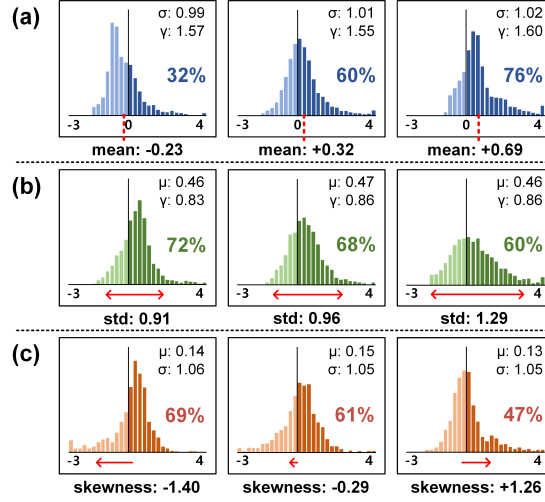 (a)
σ: 0.99
γ: 1.57
32%
-3 0 4
mean: -0.23
σ: 1.01
γ: 1.55
60%
-3 0 4
mean: +0.32
σ: 1.02
γ: 1.60
76%
-3 0 4
mean: +0.69
(b)
μ: 0.46
γ: 0.83
72%
-3 4
std: 0.91
μ: 0.47
γ: 0.86
68%
-3 4
std: 0.96
μ: 0.46
γ: 0.86
60%
-3 4
std: 1.29
(c)
μ: 0.14
σ: 1.06
69%
-3 4
skewness: -1.40
μ: 0.15
σ: 1.05
61%
-3 4
skewness: -0.29
μ: 0.13
σ: 1.05
47%
-3 4
skewness: +1.26